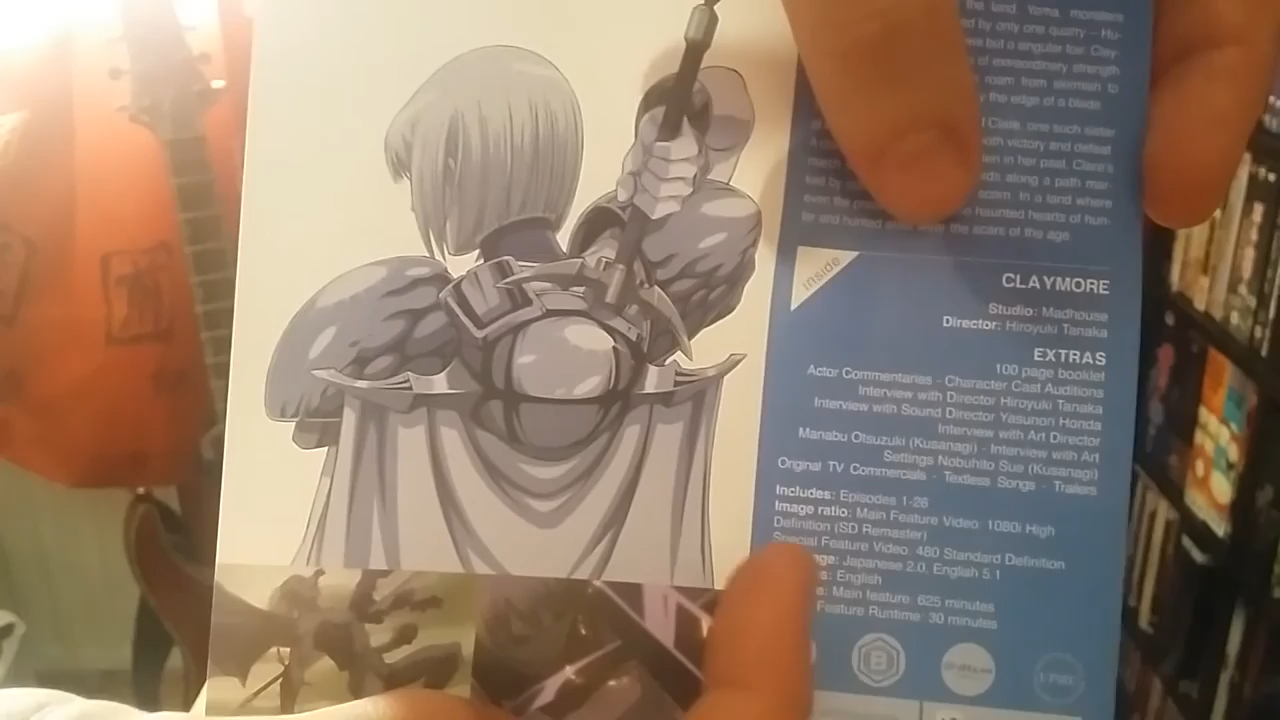 the land. Yoma, monsters
ed by only one quarry – Hu-
we but a singular foe: Clay-
of extraordinary strength
roam from skirmish to
y the edge of a blade.
Claire, one such sister
both victory and defeat
in her past. Claire's
along a path mar-
scorn. In a land where
haunted hearts of hun-
ter and hunted the scars of the age.
Inside
CLAYMORE
Studio: Madhouse
Director: Hiroyuki Tanaka
EXTRAS
100 page booklet
Actor Commentaries - Character Cast Auditions
Interview with Director Hiroyuki Tanaka
Interview with Sound Director Yasunori Honda
Interview with Art Director
Manabu Otsuzuki (Kusanagi) - Interview with Art
Settings Nobuhito Sue (Kusanagi)
Original TV Commercials - Textless Songs - Trailers
Includes: Episodes 1-26
Image ratio: Main Feature Video: 1080i High
Definition (SD Remaster)
Special Feature Video: 480 Standard Definition
ge: Japanese 2.0, English 5.1
s: English
e: Main feature: 625 minutes
Feature Runtime: 30 minutes
B